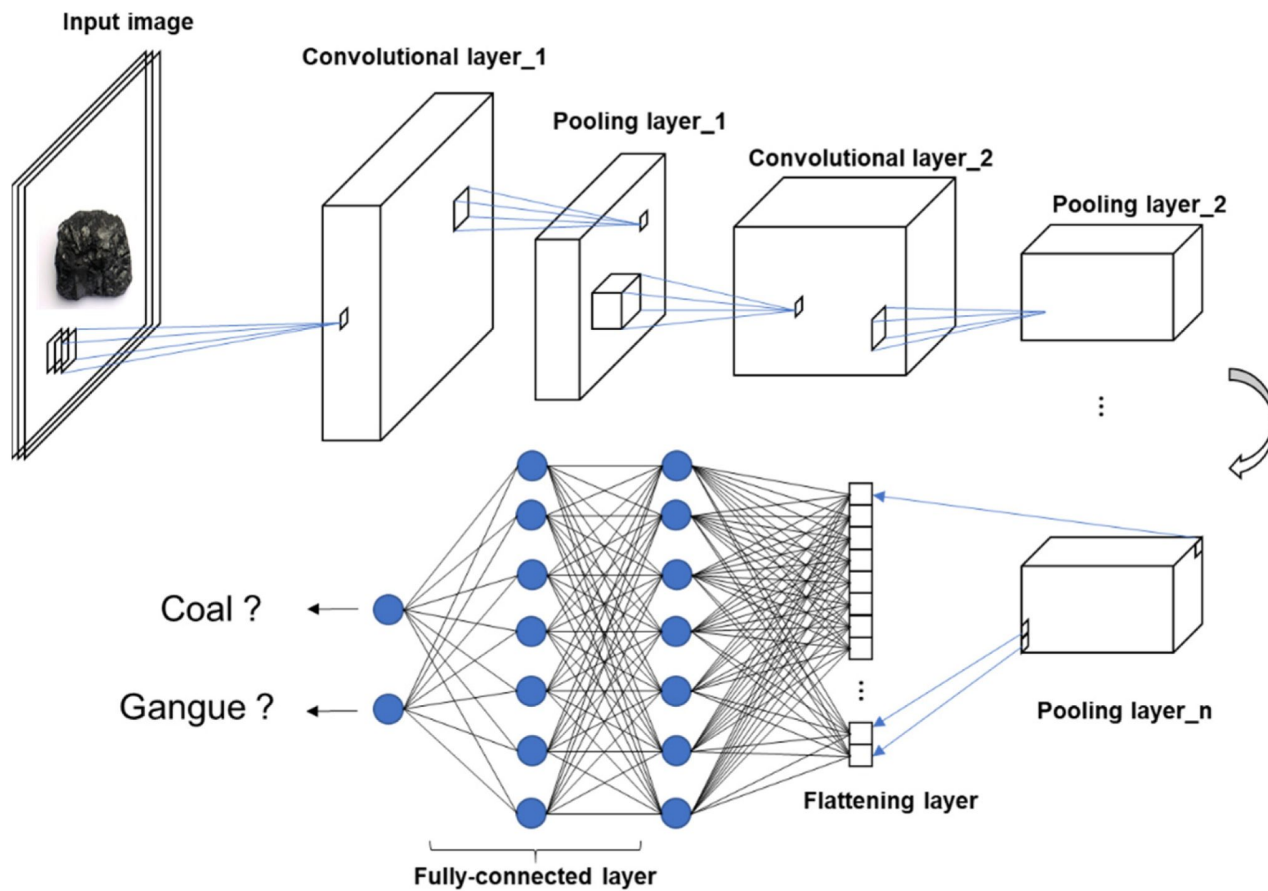 Input image
Convolutional layer_1
Pooling layer_1
Convolutional layer_2
Pooling layer_2
...
Coal ?
Gangue ?
...
Pooling layer_n
Flattening layer
Fully-connected layer